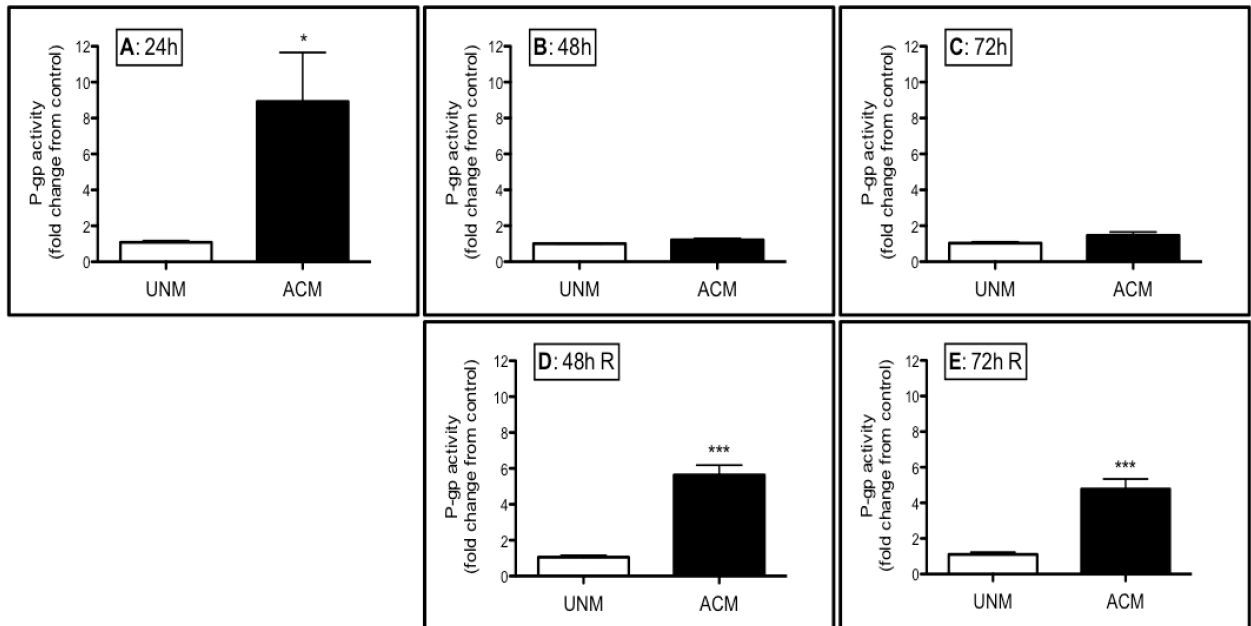 A: 24h
P-gp activity
(fold change from control)
12
10
8
6
4
2
0
*
UNM ACM
B: 48h
P-gp activity
(fold change from control)
12
10
8
6
4
2
0
UNM ACM
C: 72h
P-gp activity
(fold change from control)
12
10
8
6
4
2
0
UNM ACM
D: 48h R
P-gp activity
(fold change from control)
12
10
8
6
4
2
0
***
UNM ACM
E: 72h R
P-gp activity
(fold change from control)
12
10
8
6
4
2
0
***
UNM ACM